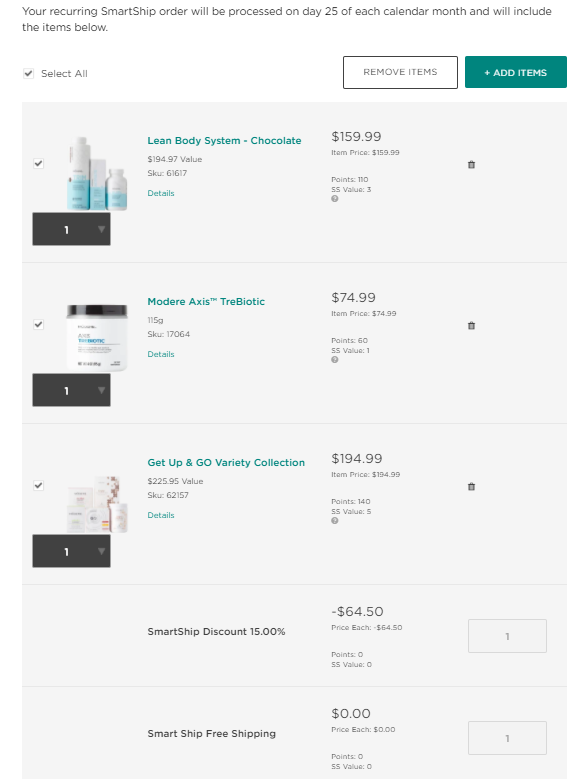 Your recurring SmartShip order will be processed on day 25 of each calendar month and will include
the items below.
Select All
REMOVE ITEMS
+ ADD ITEMS
Lean Body System - Chocolate
$194.97 Value
Sku: 61617
Details
$159.99
Item Price: $159.99
Points: 110
SS Value: 3
?
1
Modere Axis™ TreBiotic
115g
Sku: 17064
Details
$74.99
Item Price: $74.99
Points: 60
SS Value: 1
?
AXIS
TREBIOTIC
1
Get Up & GO Variety Collection
$225.95 Value
Sku: 62157
Details
$194.99
Item Price: $194.99
Points: 140
SS Value: 5
?
1
SmartShip Discount 15.00%
-$64.50
Price Each: -$64.50
Points: 0
SS Value: 0
1
Smart Ship Free Shipping
$0.00
Price Each: $0.00
Points: 0
SS Value: 0
1